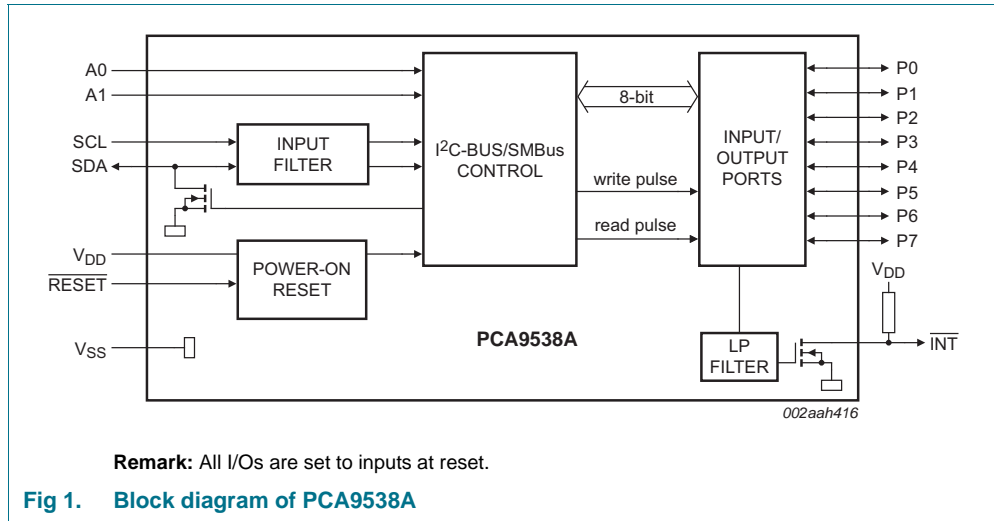 A0
A1
SCL
SDA
VDD
RESET
VSS
INPUT
FILTER
POWER-ON
RESET
I2C-BUS/SMBus
CONTROL
8-bit
write pulse
read pulse
INPUT/
OUTPUT
PORTS
P0
P1
P2
P3
P4
P5
P6
P7
VDD
INT
LP
FILTER
PCA9538A
002aah416
Remark: All I/Os are set to inputs at reset.
Fig 1. Block diagram of PCA9538A